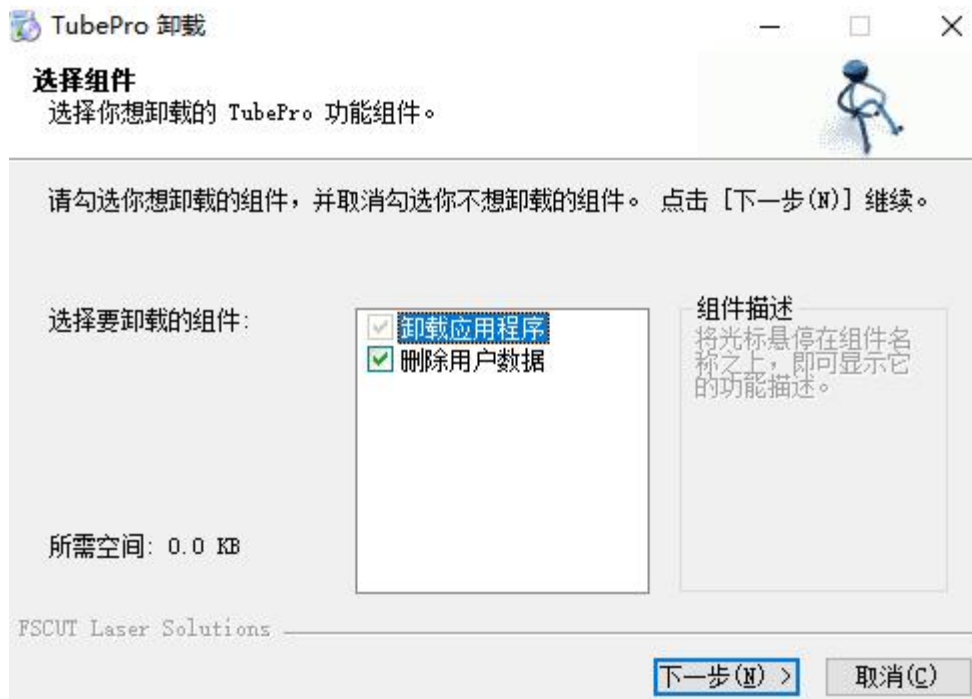 TubePro 卸载
选择组件
选择你想卸载的 TubePro 功能组件。
请勾选你想卸载的组件，并取消勾选你不想卸载的组件。 点击 [下一步(N)] 继续。
选择要卸载的组件:
卸载应用程序
删除用户数据
组件描述
将光标悬停在组件名
称之上，即可显示它
的功能描述。
所需空间: 0.0 KB
FSCUT Laser Solutions
下一步(N) >
取消(C)